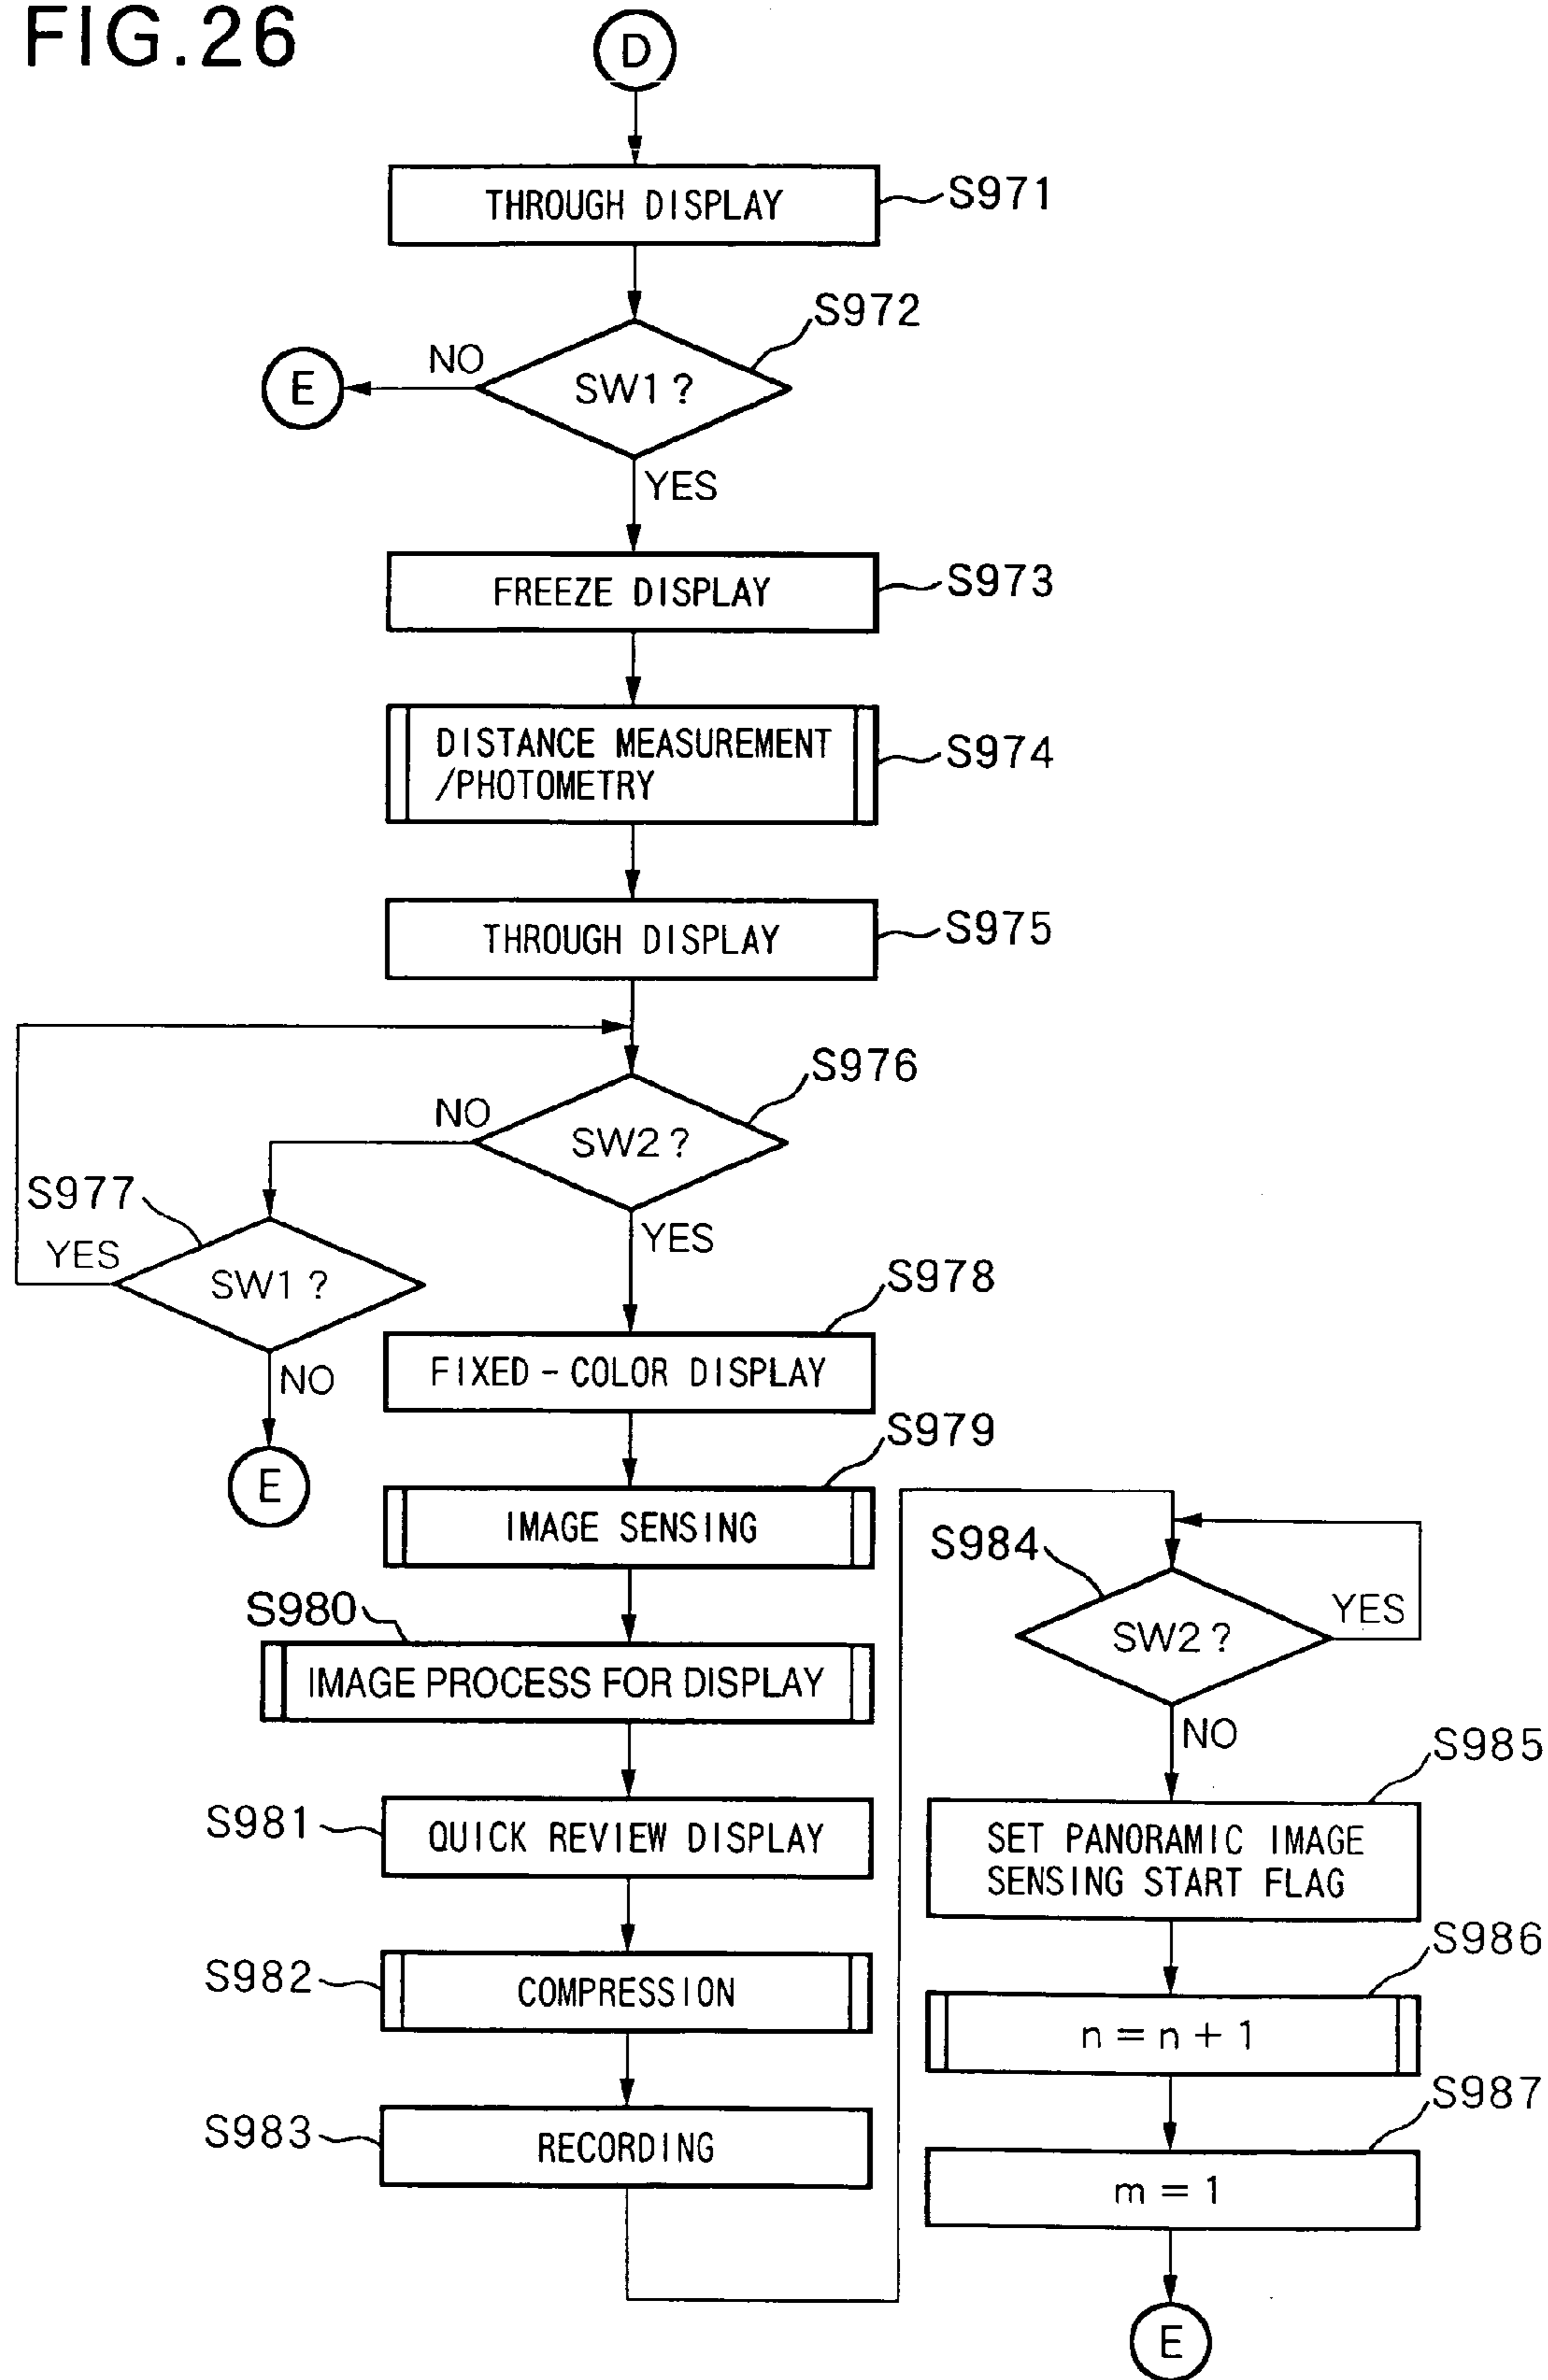 FIG.26
D
THROUGH DISPLAY
S971
S972
NO
E
SW1?
YES
FREEZE DISPLAY
S973
DISTANCE MEASUREMENT
/PHOTOMETRY
S974
THROUGH DISPLAY
S975
S976
NO
SW2?
S977
YES
YES
SW1?
NO
E
S978
FIXED-COLOR DISPLAY
S979
IMAGE SENSING
S980
IMAGE PROCESS FOR DISPLAY
S981
QUICK REVIEW DISPLAY
S982
COMPRESSION
S983
RECORDING
S984
SW2?
YES
NO
S985
SET PANORAMIC IMAGE
SENSING START FLAG
S986
n = n + 1
S987
m = 1
E